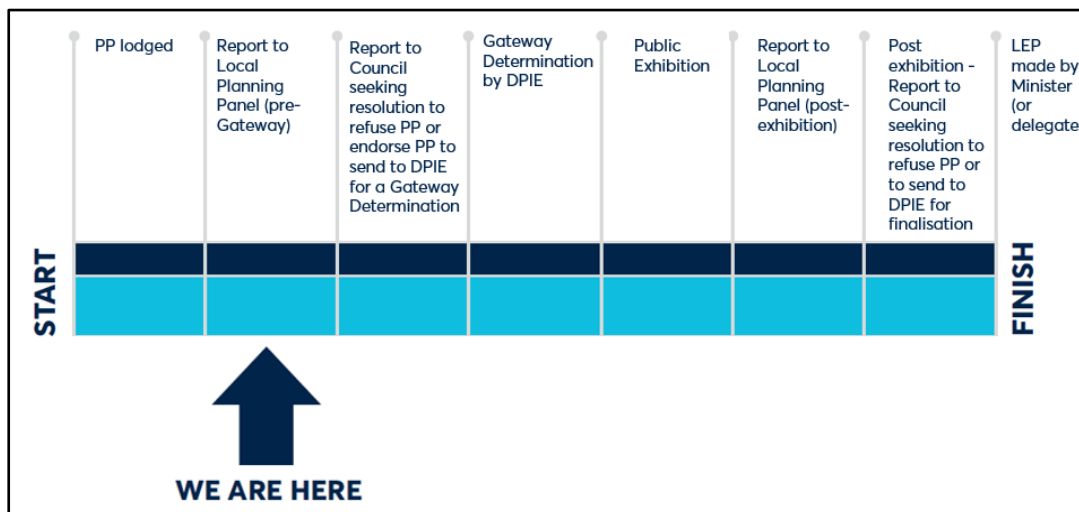 PP lodged
Report to
Local
Planning
Panel (pre-
Gateway)
Report to
Council
seeking
resolution to
refuse PP or
endorse PP to
send to DPIE
for a Gateway
Determination
Gateway
Determination
by DPIE
Public
Exhibition
Report to
Local
Planning
Panel (post-
exhibition)
Post
exhibition -
Report to
Council
seeking
resolution to
refuse PP or
to send to
DPIE for
finalisation
LEP
made by
Minister
(or
delegate
START
FINISH
WE ARE HERE